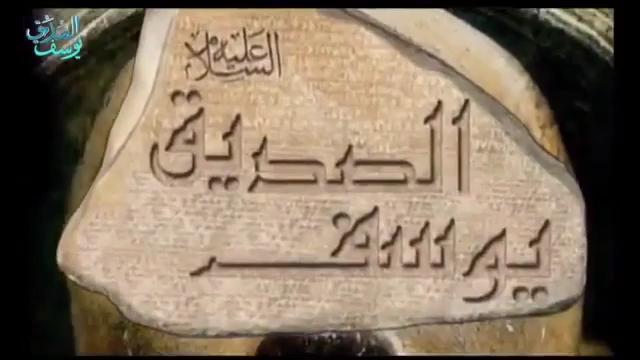 يوسف
الصديق
عليه
السلام
الصديق
يوسف